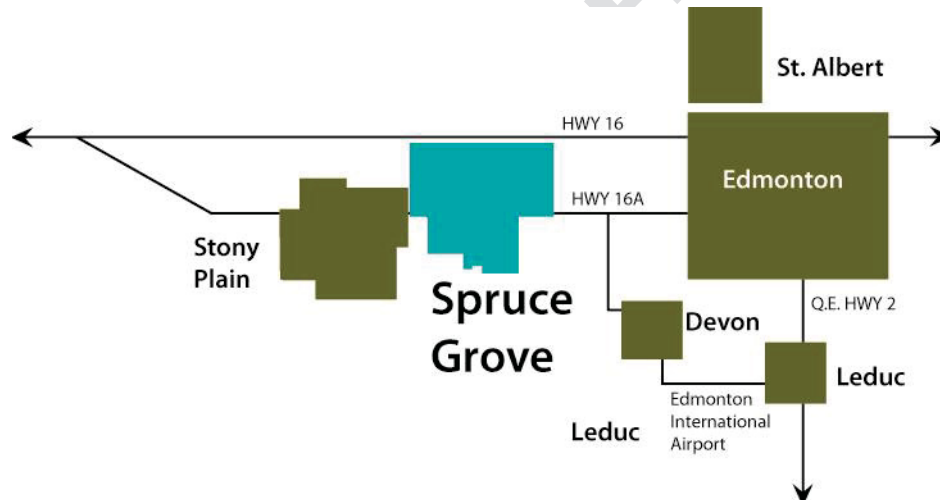 St. Albert
HWY 16
Edmonton
HWY 16A
Stony
Plain
Spruce
Grove
Q.E. HWY 2
Devon
Leduc
Edmonton
International
Airport
Leduc